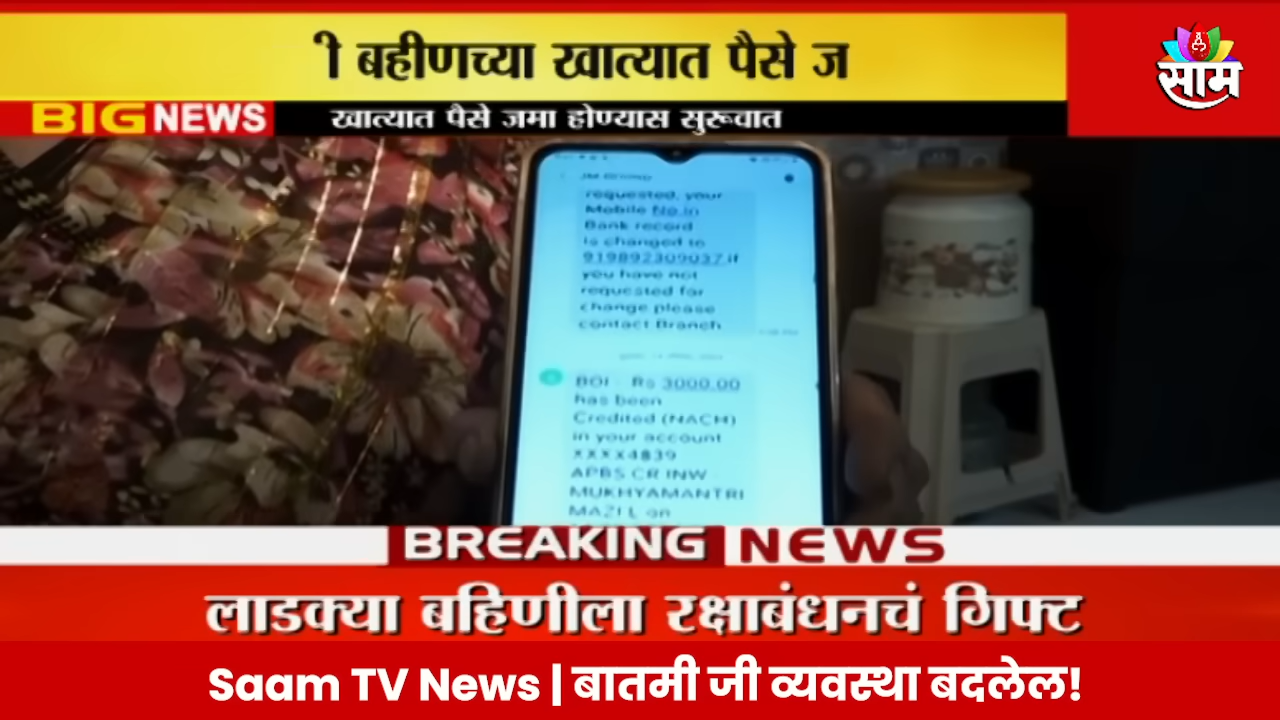 ी बहीणच्या खात्यात पैसे ज
साम
BIG NEWS
खात्यात पैसे जमा होण्यास सुरूवात
requested, your
Mobile No.in
Bank record
is changed to
919892309037.if
you have not
requested for
change please
contact Branch
BOI - Rs 3000.00
has been
Credited (NACH)
in your account
XXXX4839
APBS CR INW
MUKHYAMANTRI
MAZI L on
BREAKING NEWS
लाडक्या बहिणीला रक्षाबंधनचं गिफ्ट
Saam TV News | बातमी जी व्यवस्था बदलेल!